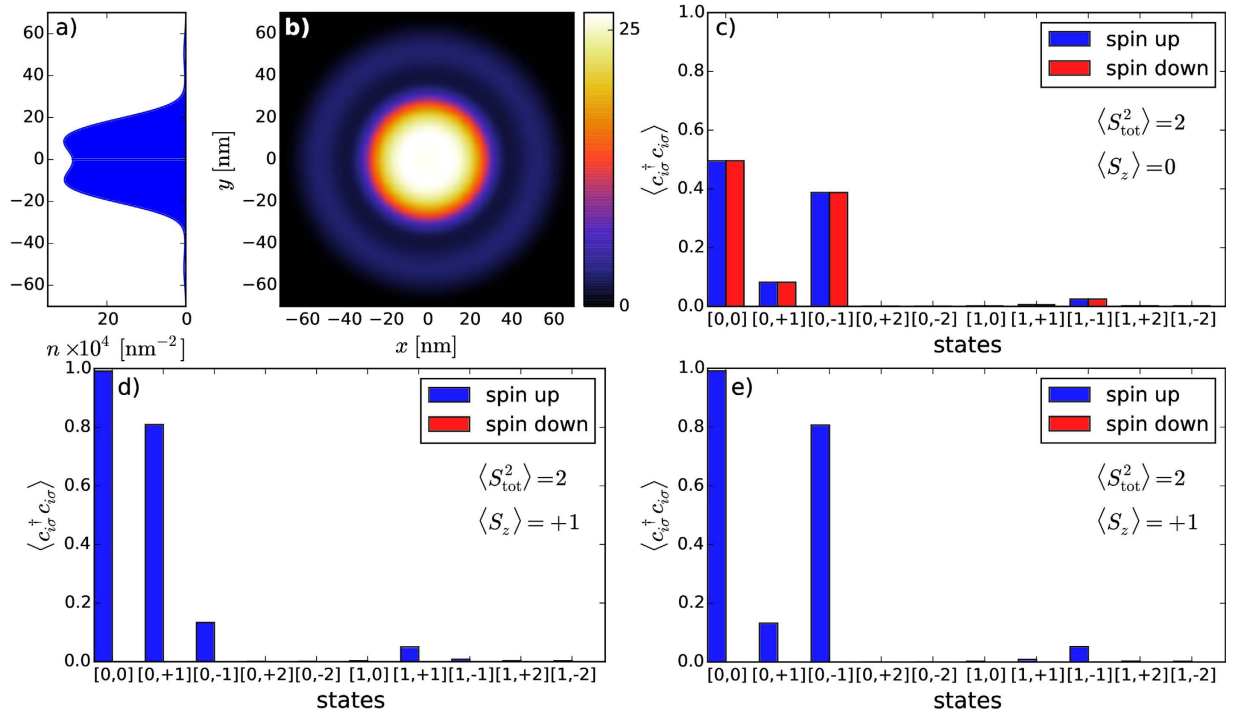 a)
60
40
20
0
−20
−40
−60
20 0
n ×10⁴ [nm⁻²]
b)
y [nm]
60
40
20
0
−20
−40
−60
−60 −40 −20 0 20 40 60
x [nm]
25
0
c)
⟨c†iσ ciσ⟩
1.0
0.8
0.6
0.4
0.2
0.0
spin up
spin down
⟨S²tot⟩=2
⟨Sz⟩=0
[0,0] [0,+1][0,-1][0,+2][0,-2] [1,0] [1,+1][1,-1][1,+2][1,-2]
states
d)
⟨c†iσ ciσ⟩
1.0
0.8
0.6
0.4
0.2
0.0
spin up
spin down
⟨S²tot⟩=2
⟨Sz⟩=+1
[0,0] [0,+1][0,-1][0,+2][0,-2] [1,0] [1,+1][1,-1][1,+2][1,-2]
states
e)
⟨c†iσ ciσ⟩
1.0
0.8
0.6
0.4
0.2
0.0
spin up
spin down
⟨S²tot⟩=2
⟨Sz⟩=+1
[0,0] [0,+1][0,-1][0,+2][0,-2] [1,0] [1,+1][1,-1][1,+2][1,-2]
states